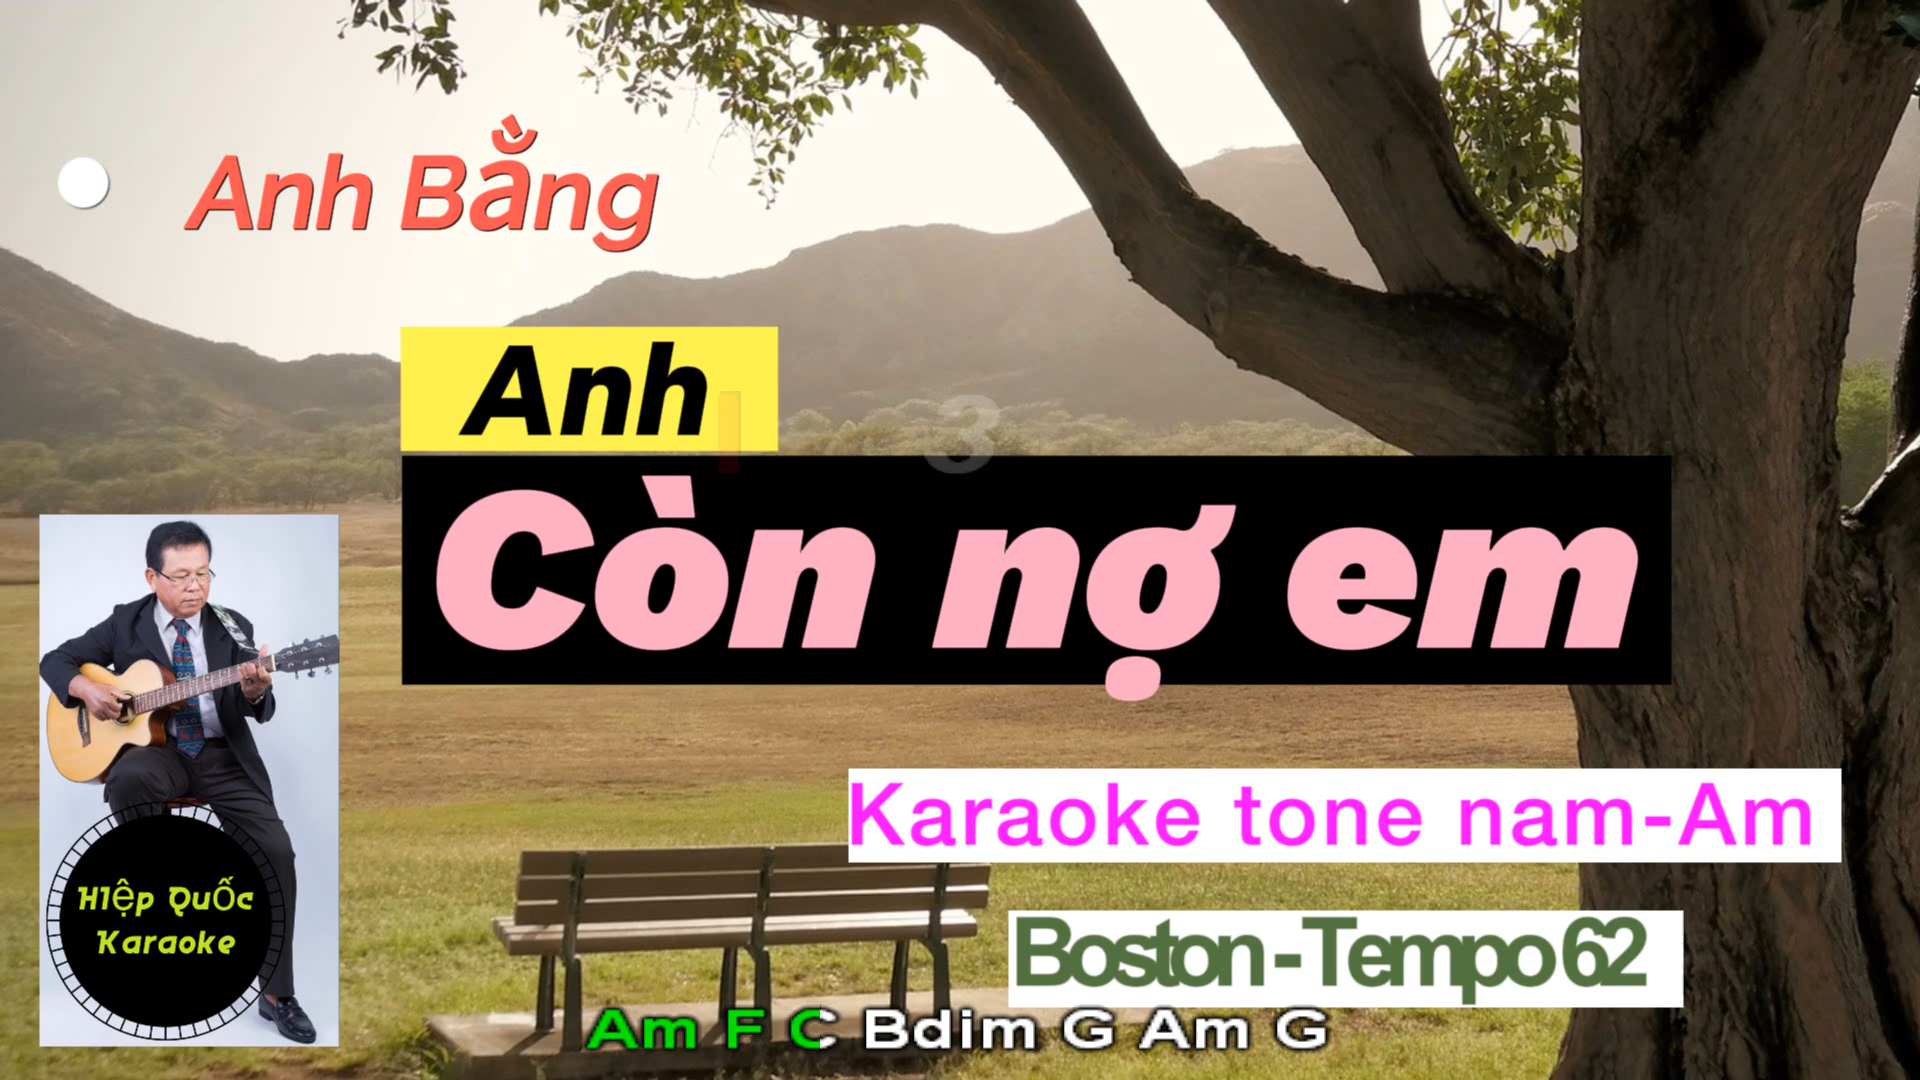 Anh Bằng
Anh
3
Còn nợ em
Karaoke tone nam-Am
Boston - Tempo 62
Hiệp Quốc
Karaoke
Am F C Bdim G Am G